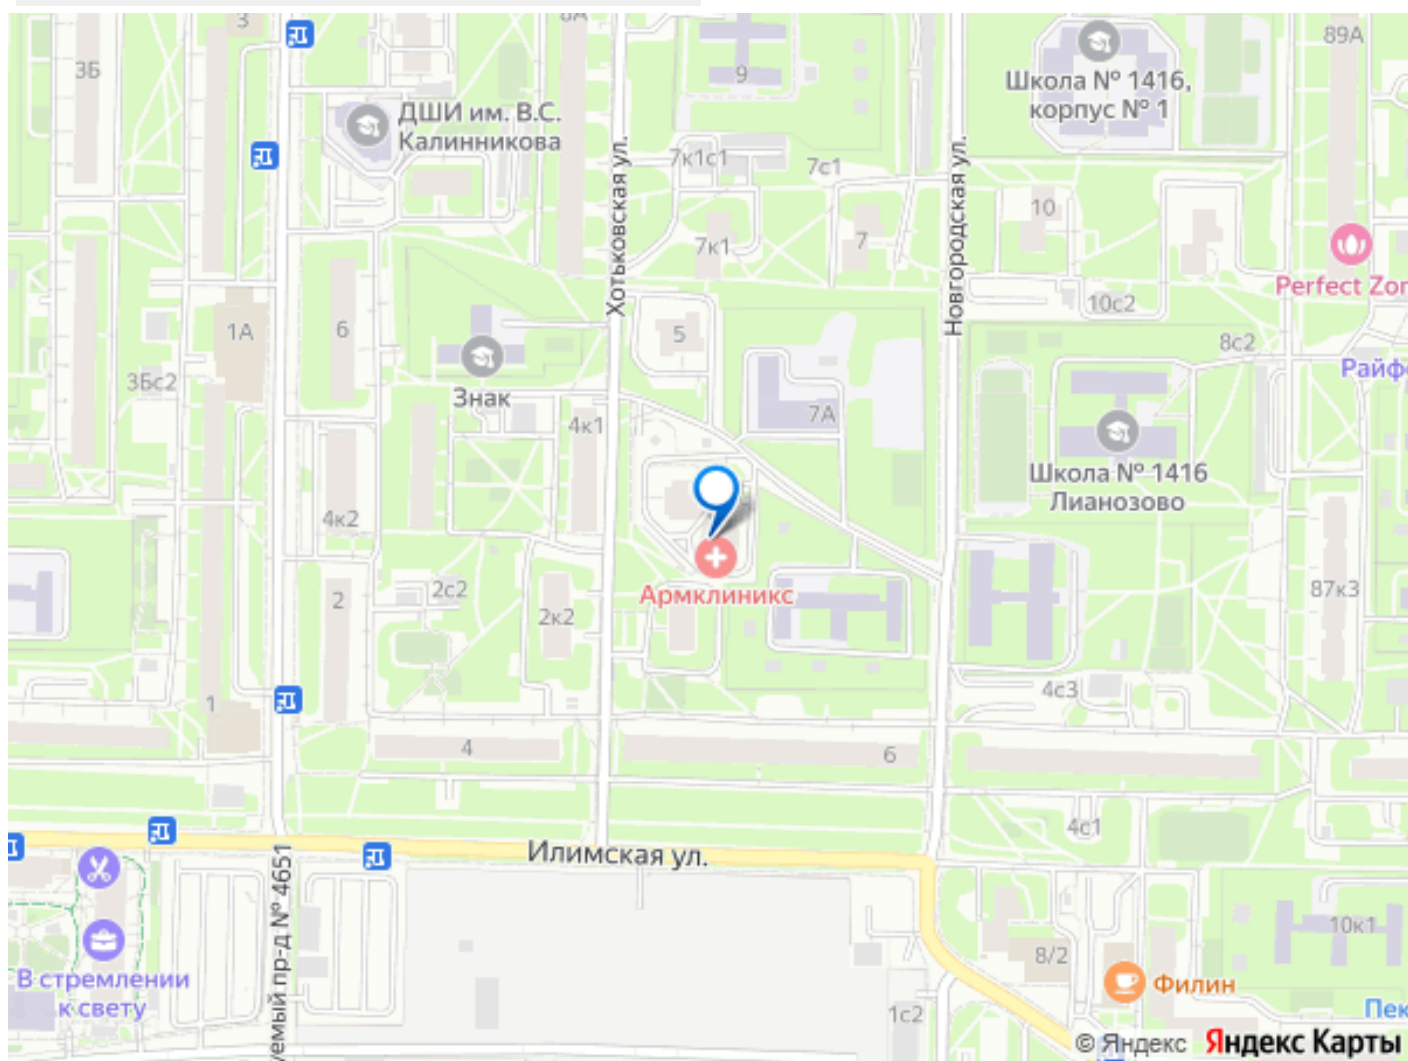 3
8А
9
89А
3Б
Школа № 1416,
корпус № 1
ДШИ им. В.С.
Калинникова
Хотьковская ул.
7к1с1
7с1
Новгородская ул.
10
7к1
7
Perfect Zor
10с2
1А
6
5
8с2
Райф
3Бс2
Знак
4к1
7А
Школа № 1416
Лианозово
4к2
Армклиникс
2
2с2
2к2
87к3
1
4с3
4
6
Илимская ул.
4с1
уемый пр-д № 4651
В стремлении
к свету
8/2
Филин
10к1
1с2
Пек
© Яндекс
Яндекс Карты